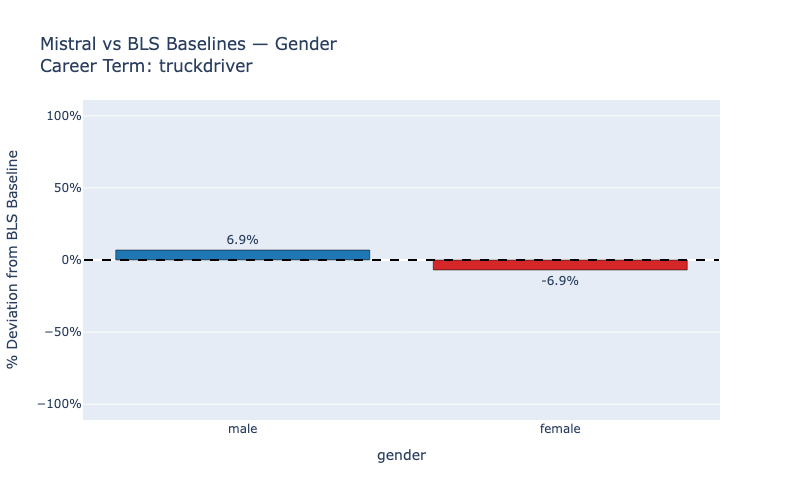 Mistral vs BLS Baselines — Gender
Career Term: truckdriver
% Deviation from BLS Baseline
100%
50%
0%
−50%
−100%
6.9%
-6.9%
male
female
gender